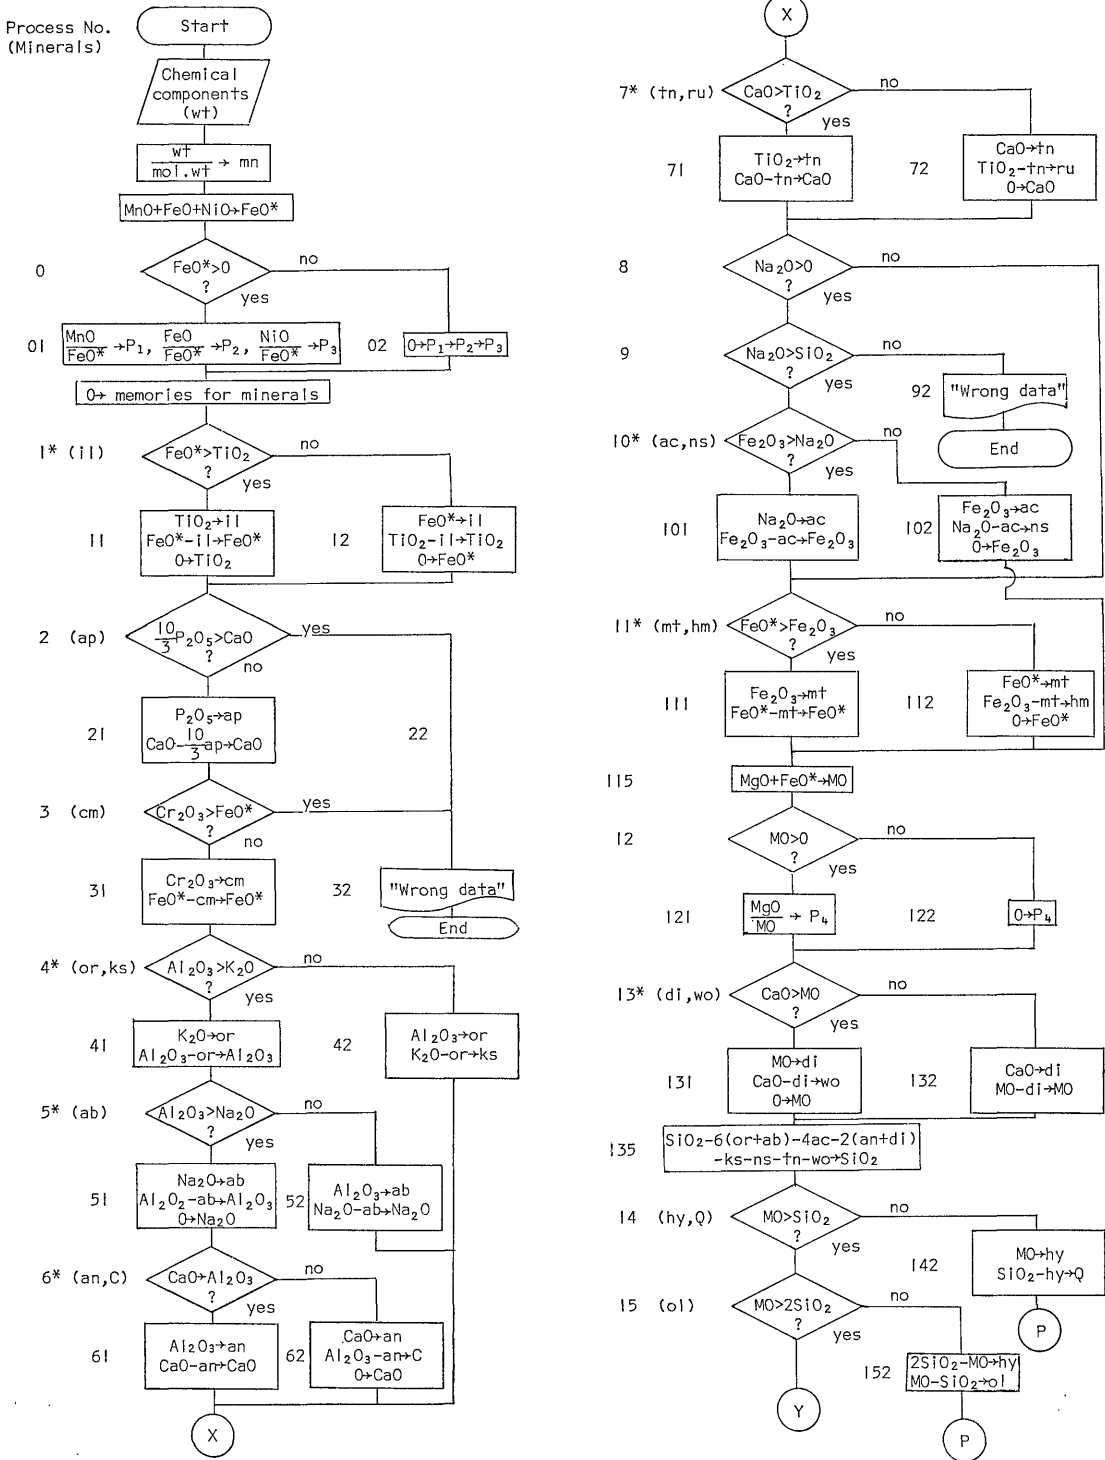 Process No.
(Minerals)
Start
Chemical
components
(wt)
wt
mol.wt → mn
MnO+FeO+NiO→FeO*
0
FeO*>0
?
no
yes
01
MnO/FeO* →P₁, FeO/FeO* →P₂, NiO/FeO* →P₃
02
0→P₁→P₂→P₃
0→ memories for minerals
1* (il)
FeO*>TiO₂
?
no
yes
11
TiO₂→il
FeO*-il→FeO*
0→TiO₂
12
FeO*→il
TiO₂-il→TiO₂
0→FeO*
2 (ap)
10/3 P₂O₅>CaO
?
yes
no
21
P₂O₅→ap
CaO-10/3 ap→CaO
22
3 (cm)
Cr₂O₃>FeO*
?
yes
no
31
Cr₂O₃→cm
FeO*-cm→FeO*
32
"Wrong data"
End
4* (or,ks)
Al₂O₃>K₂O
?
no
yes
41
K₂O→or
Al₂O₃-or→Al₂O₃
42
Al₂O₃→or
K₂O-or→ks
5* (ab)
Al₂O₃>Na₂O
?
no
yes
51
Na₂O→ab
Al₂O₂-ab→Al₂O₃
0→Na₂O
52
Al₂O₃→ab
Na₂O-ab→Na₂O
6* (an,C)
CaO→Al₂O₃
?
no
yes
61
Al₂O₃→an
CaO-an→CaO
62
CaO→an
Al₂O₃-an→C
0→CaO
X
X
7* (tn,ru)
CaO>TiO₂
?
no
yes
71
TiO₂→tn
CaO-tn→CaO
72
CaO→tn
TiO₂-tn→ru
0→CaO
8
Na₂O>0
?
no
yes
9
Na₂O>SiO₂
?
no
yes
92
"Wrong data"
End
10* (ac,ns)
Fe₂O₃>Na₂O
?
no
yes
101
Na₂O→ac
Fe₂O₃-ac→Fe₂O₃
102
Fe₂O₃→ac
Na₂O-ac→ns
0→Fe₂O₃
11* (mt,hm)
FeO*>Fe₂O₃
?
no
yes
111
Fe₂O₃→mt
FeO*-mt→FeO*
112
FeO*→mt
Fe₂O₃-mt→hm
0→FeO*
115
MgO+FeO*→MO
12
MO>0
?
no
yes
121
MgO/MO → P₄
122
0→P₄
13* (di,wo)
CaO>MO
?
no
yes
131
MO→di
CaO-di→wo
0→MO
132
CaO→di
MO-di→MO
135
SiO₂-6(or+ab)-4ac-2(an+di)
-ks-ns-tn-wo→SiO₂
14 (hy,Q)
MO>SiO₂
?
no
yes
142
MO→hy
SiO₂-hy→Q
P
15 (ol)
MO>2SiO₂
?
no
yes
152
2SiO₂-MO→hy
MO-SiO₂→ol
Y
P